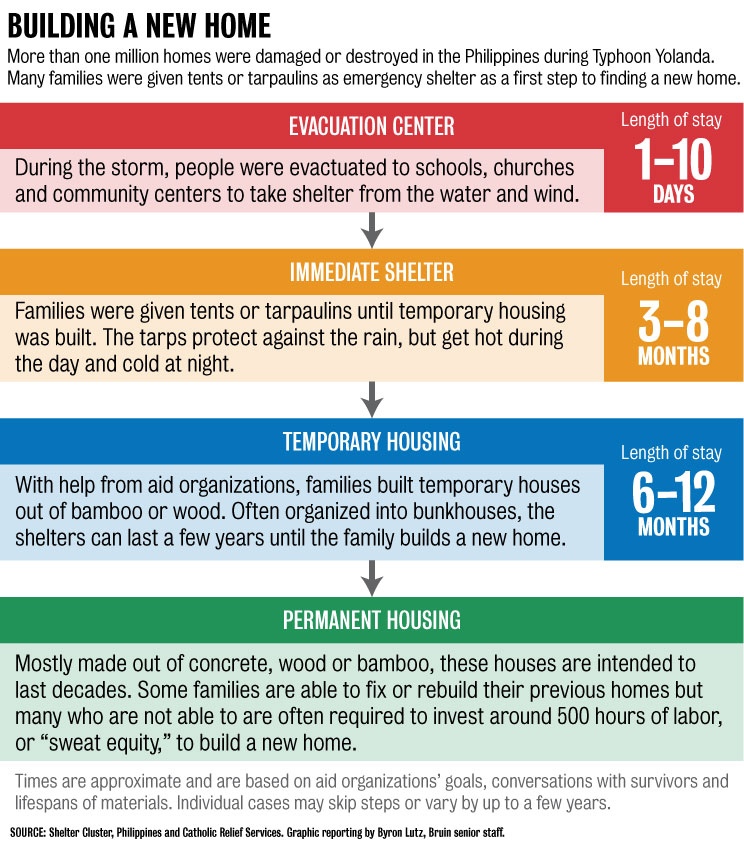 BUILDING A NEW HOME
More than one million homes were damaged or destroyed in the Philippines during Typhoon Yolanda.
Many families were given tents or tarpaulins as emergency shelter as a first step to finding a new home.
EVACUATION CENTER
During the storm, people were evactuated to schools, churches
and community centers to take shelter from the water and wind.
Length of stay
1–10
DAYS
IMMEDIATE SHELTER
Families were given tents or tarpaulins until temporary housing
was built. The tarps protect against the rain, but get hot during
the day and cold at night.
Length of stay
3–8
MONTHS
TEMPORARY HOUSING
With help from aid organizations, families built temporary houses
out of bamboo or wood. Often organized into bunkhouses, the
shelters can last a few years until the family builds a new home.
Length of stay
6–12
MONTHS
PERMANENT HOUSING
Mostly made out of concrete, wood or bamboo, these houses are intended to
last decades. Some families are able to fix or rebuild their previous homes but
many who are not able to are often required to invest around 500 hours of labor,
or “sweat equity,” to build a new home.
Times are approximate and are based on aid organizations’ goals, conversations with survivors and
lifespans of materials. Individual cases may skip steps or vary by up to a few years.
SOURCE: Shelter Cluster, Philippines and Catholic Relief Services. Graphic reporting by Byron Lutz, Bruin senior staff.